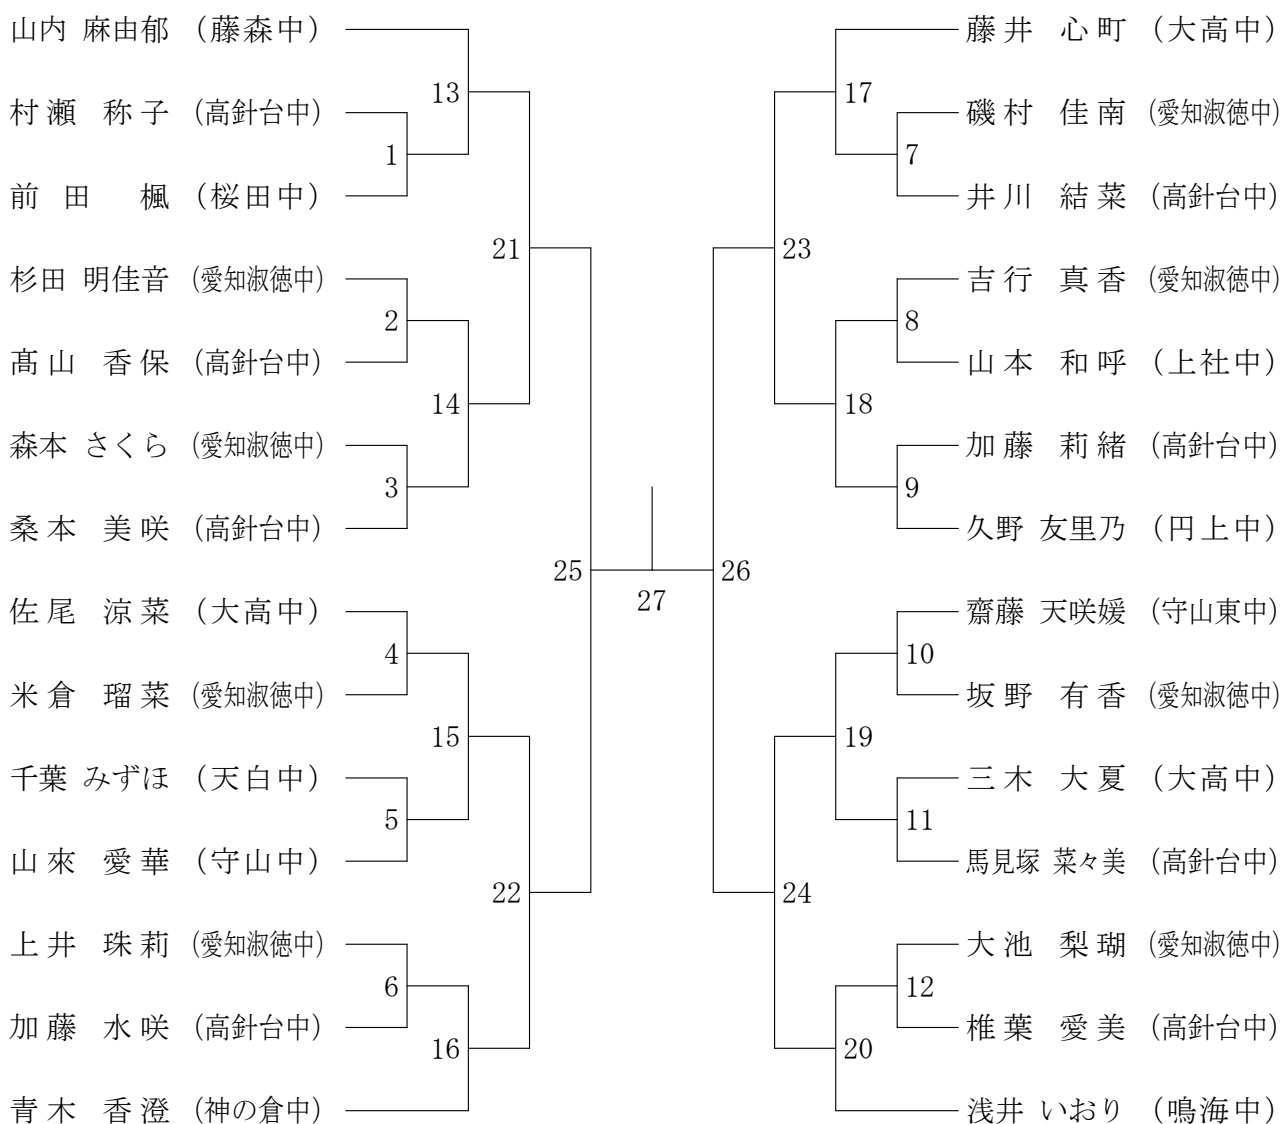 山内 麻由郁 （藤森中）
村瀬 称子 （高針台中）
前田 楓 （桜田中）
杉田 明佳音 （愛知淑徳中）
髙山 香保 （高針台中）
森本 さくら （愛知淑徳中）
桑本 美咲 （高針台中）
佐尾 涼菜 （大高中）
米倉 瑠菜 （愛知淑徳中）
千葉 みずほ （天白中）
山來 愛華 （守山中）
上井 珠莉 （愛知淑徳中）
加藤 水咲 （高針台中）
青木 香澄 （神の倉中）
1
2
3
4
5
6
13
14
15
16
21
22
25
27
26
23
24
17
18
19
20
7
8
9
10
11
12
藤井 心町 （大高中）
磯村 佳南 （愛知淑徳中）
井川 結菜 （高針台中）
吉行 真香 （愛知淑徳中）
山本 和呼 （上社中）
加藤 莉緒 （高針台中）
久野 友里乃 （円上中）
齋藤 天咲媛 （守山東中）
坂野 有香 （愛知淑徳中）
三木 大夏 （大高中）
馬見塚 菜々美 （高針台中）
大池 梨瑚 （愛知淑徳中）
椎葉 愛美 （高針台中）
浅井 いおり （鳴海中）